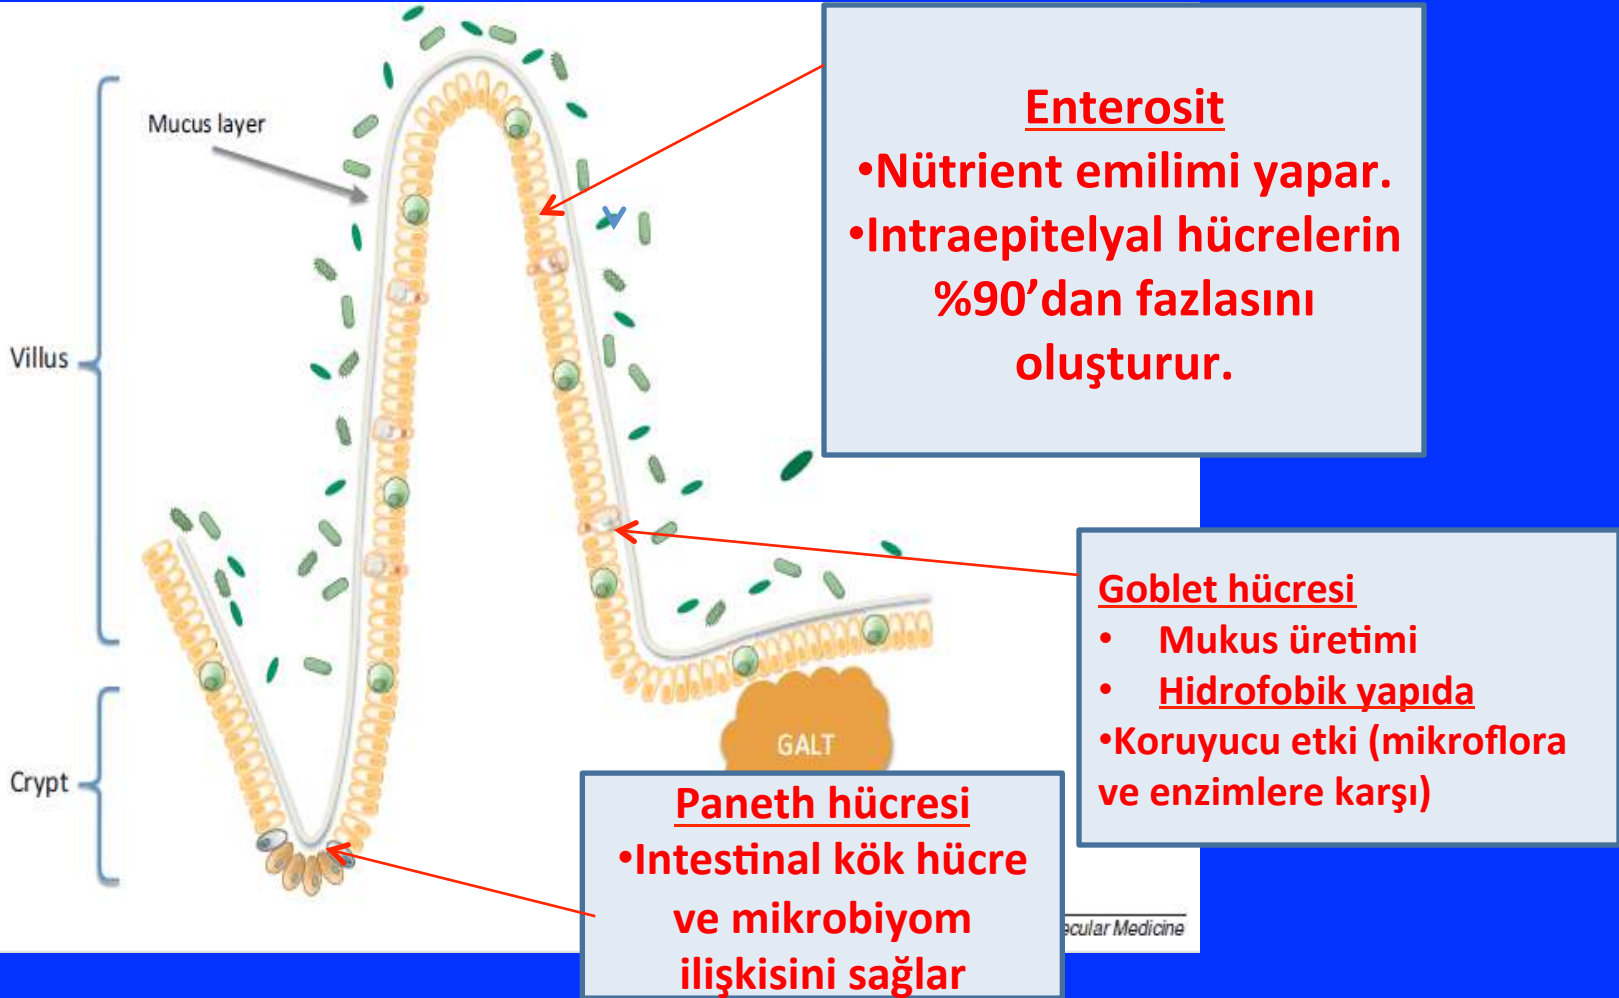 Mucus layer
Villus
Crypt
GALT
Enterosit
•Nütrient emilimi yapar.
•Intraepitelyal hücrelerin
%90’dan fazlasını
oluşturur.
Goblet hücresi
• Mukus üretimi
• Hidrofobik yapıda
•Koruyucu etki (mikroflora
ve enzimlere karşı)
Paneth hücresi
•Intestinal kök hücre
ve mikrobiyom
ilişkisini sağlar
ecular Medicine